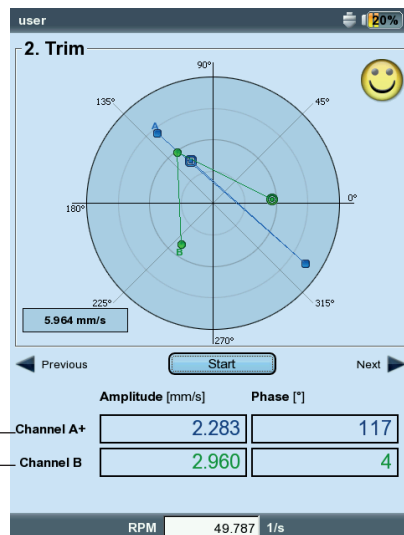 user 20%
2. Trim
90°
135° 45°
A
180° 0°
B
225° 315°
5.964 mm/s
270°
Previous Start Next
Amplitude [mm/s] Phase [°]
Channel A+ 2.283 117
Channel B 2.960 4
RPM 49.787 1/s